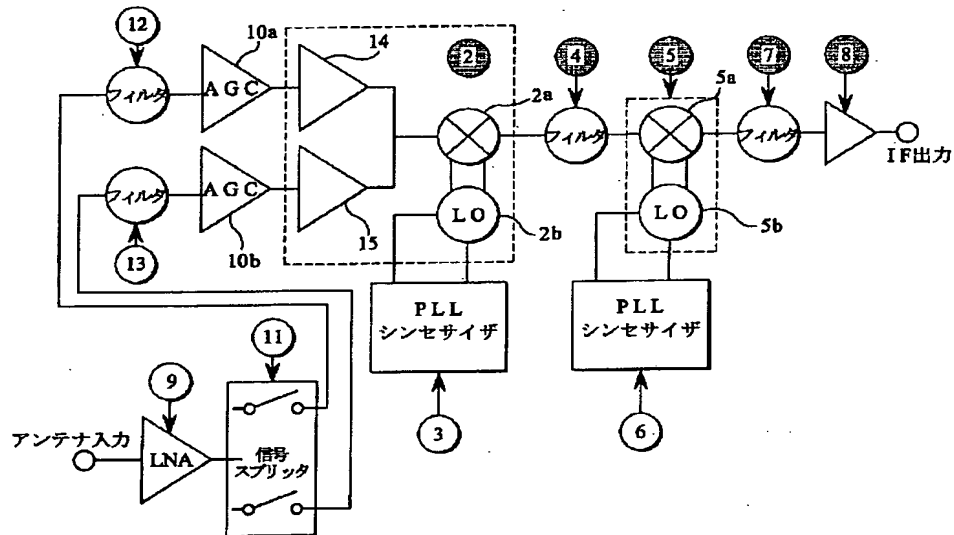 12
10a
14
2
4
5
5a
7
8
フィルタ
AGC
2a
フィルタ
フィルタ
IF出力
フィルタ
AGC
LO
2b
LO
5b
13
10b
15
PLL
シンセサイザ
PLL
シンセサイザ
11
9
3
6
アンテナ入力
LNA
信号
スプリッタ